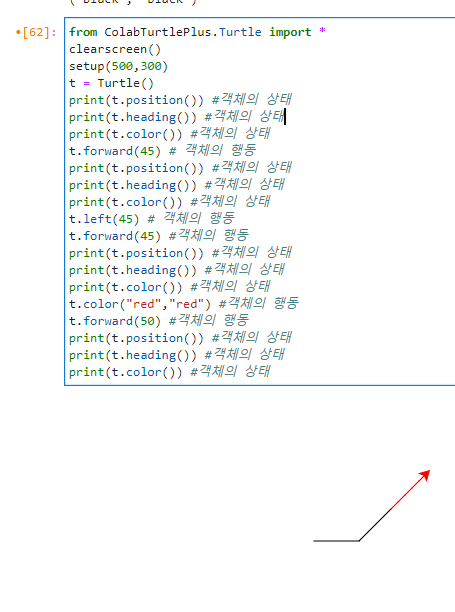 ('black', 'black')
[62]: from ColabTurtlePlus.Turtle import *
clearscreen()
setup(500,300)
t = Turtle()
print(t.position()) #객체의 상태
print(t.heading()) #객체의 상태
print(t.color()) #객체의 상태
t.forward(45) # 객체의 행동
print(t.position()) #객체의 상태
print(t.heading()) #객체의 상태
print(t.color()) #객체의 상태
t.left(45) # 객체의 행동
t.forward(45) #객체의 행동
print(t.position()) #객체의 상태
print(t.heading()) #객체의 상태
print(t.color()) #객체의 상태
t.color("red","red") #객체의 행동
t.forward(50) #객체의 행동
print(t.position()) #객체의 상태
print(t.heading()) #객체의 상태
print(t.color()) #객체의 상태